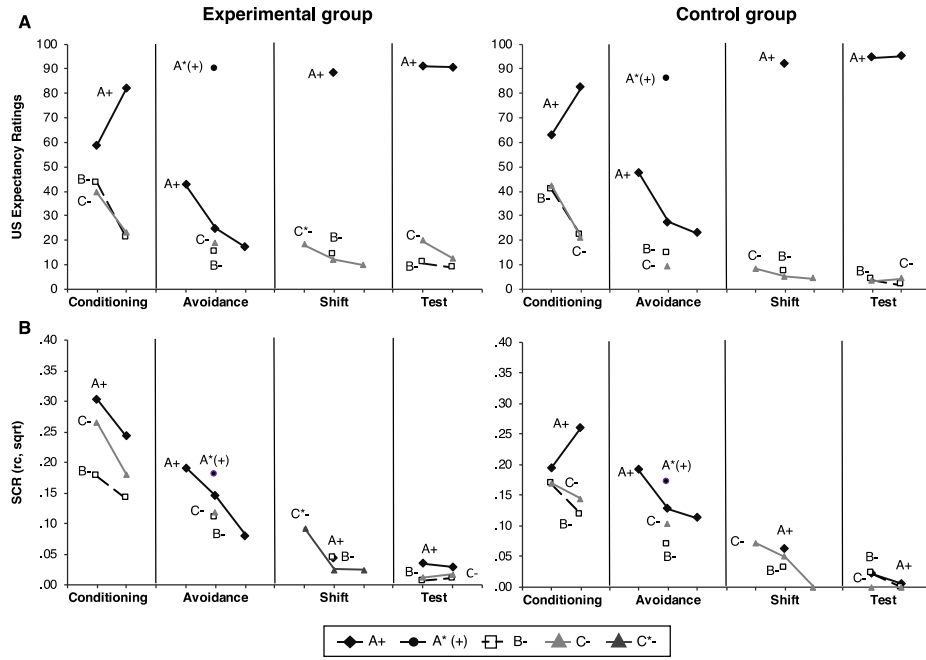 Experimental group
Control group
A
US Expectancy Ratings
100
90
80
70
60
50
40
30
20
10
0
A+
B-
C-
A*(+)
A+
C-
B-
A+
C*-
B-
A+
C-
B-
Conditioning
Avoidance
Shift
Test
100
90
80
70
60
50
40
30
20
10
0
A+
B-
C-
A*(+)
A+
B-
C-
A+
C-
B-
A+
B-
C-
Conditioning
Avoidance
Shift
Test
B
SCR (rc, sqrt)
.40
.35
.30
.25
.20
.15
.10
.05
.00
A+
C-
B-
A+
A*(+)
C-
B-
C*-
A+
B-
A+
B-
C-
Conditioning
Avoidance
Shift
Test
.40
.35
.30
.25
.20
.15
.10
.05
.00
A+
C-
B-
A+
A*(+)
C-
B-
C-
A+
B-
B-
C-
A+
Conditioning
Avoidance
Shift
Test
A+ A* (+) B- C- C*-